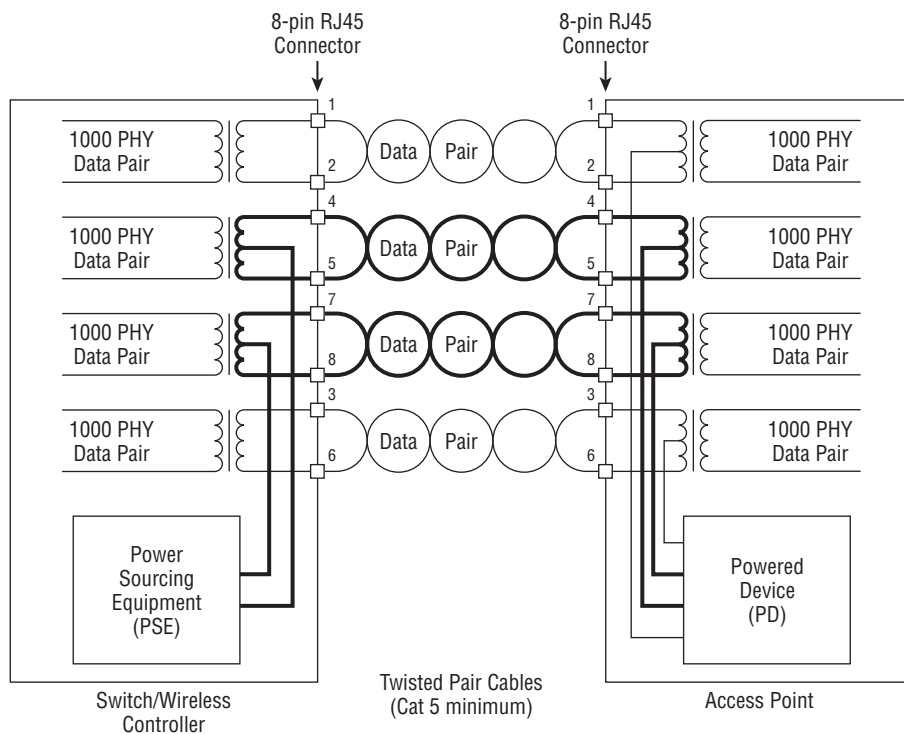 8-pin RJ45
Connector
8-pin RJ45
Connector
1
1
1000 PHY
Data Pair
Data
Pair
1000 PHY
Data Pair
2
2
4
4
1000 PHY
Data Pair
Data
Pair
1000 PHY
Data Pair
5
5
7
7
1000 PHY
Data Pair
Data
Pair
1000 PHY
Data Pair
8
8
3
3
1000 PHY
Data Pair
Data
Pair
1000 PHY
Data Pair
6
6
Power
Sourcing
Equipment
(PSE)
Powered
Device
(PD)
Switch/Wireless
Controller
Twisted Pair Cables
(Cat 5 minimum)
Access Point